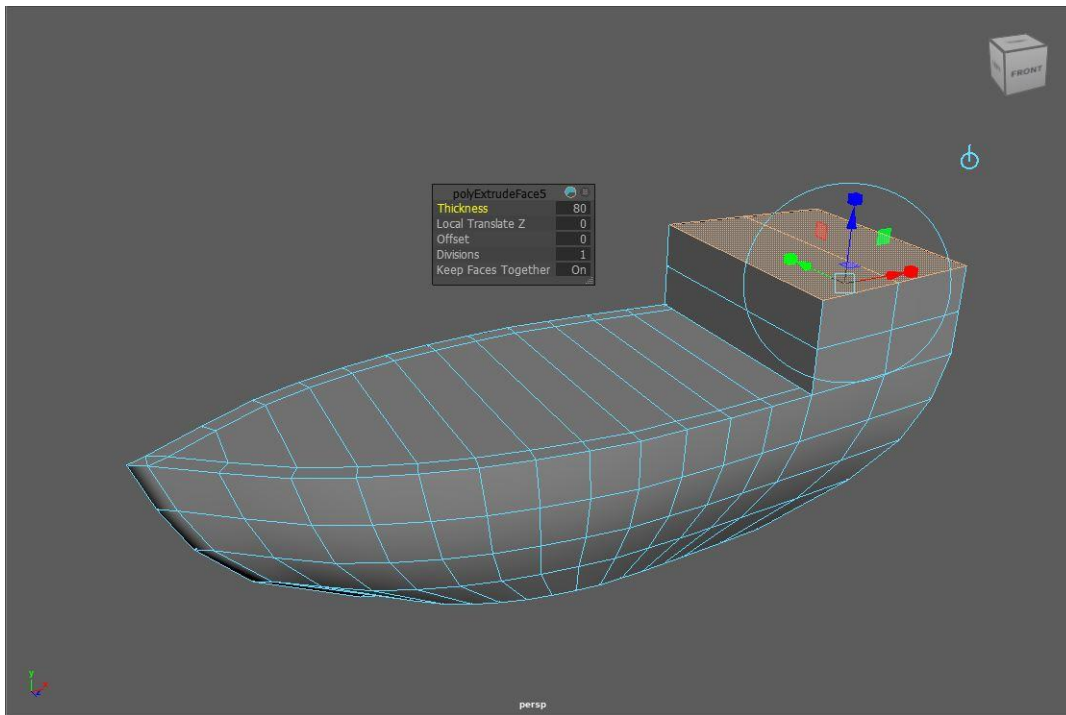 FRONT
polyExtrudeFace5
Thickness 80
Local Translate Z 0
Offset 0
Divisions 1
Keep Faces Together On
y
x
z
persp